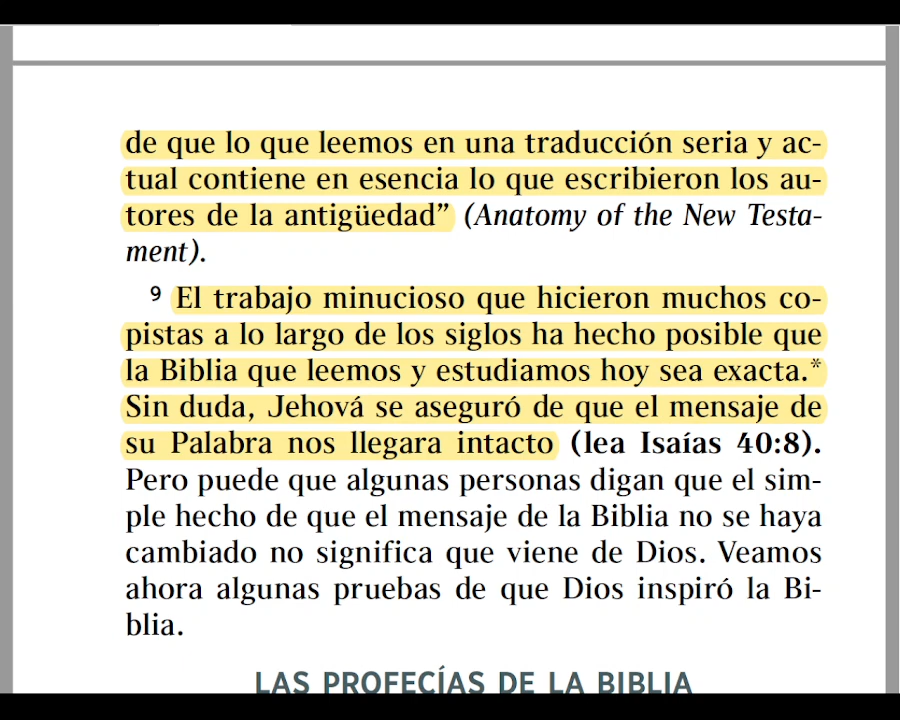 de que lo que leemos en una traducción seria y ac-
tual contiene en esencia lo que escribieron los au-
tores de la antigüedad” (Anatomy of the New Testa-
ment).
9 El trabajo minucioso que hicieron muchos co-
pistas a lo largo de los siglos ha hecho posible que
la Biblia que leemos y estudiamos hoy sea exacta.*
Sin duda, Jehová se aseguró de que el mensaje de
su Palabra nos llegara intacto (lea Isaías 40:8).
Pero puede que algunas personas digan que el sim-
ple hecho de que el mensaje de la Biblia no se haya
cambiado no significa que viene de Dios. Veamos
ahora algunas pruebas de que Dios inspiró la Bi-
blia.
LAS PROFECÍAS DE LA BIBLIA